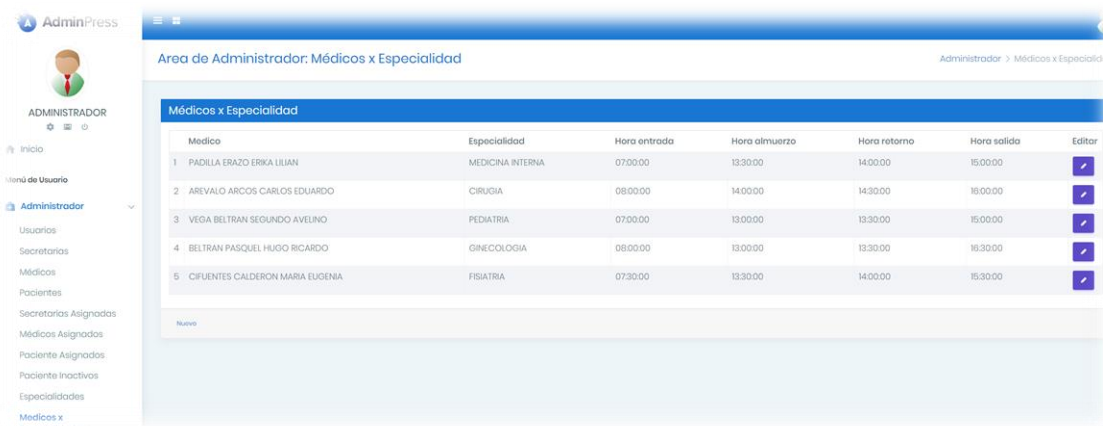 AdminPress
Area de Administrador: Médicos x Especialidad
Administrador > Médicos x Especialid
ADMINISTRADOR
Inicio
Menú de Usuario
Administrador
Usuarios
Secretarias
Médicos
Pacientes
Secretarias Asignadas
Médicos Asignados
Paciente Asignados
Paciente Inactivos
Especialidades
Medicos x
Médicos x Especialidad
Medico Especialidad Hora entrada Hora almuerzo Hora retorno Hora salida Editar
1 PADILLA ERAZO ERIKA LILIAN MEDICINA INTERNA 07:00:00 13:30:00 14:00:00 15:00:00
2 AREVALO ARCOS CARLOS EDUARDO CIRUGIA 08:00:00 14:00:00 14:30:00 16:00:00
3 VEGA BELTRAN SEGUNDO AVELINO PEDIATRIA 07:00:00 13:00:00 13:30:00 15:00:00
4 BELTRAN PASQUEL HUGO RICARDO GINECOLOGIA 08:00:00 13:00:00 13:30:00 16:30:00
5 CIFUENTES CALDERON MARIA EUGENIA FISIATRIA 07:30:00 13:30:00 14:00:00 15:30:00
Nuevo